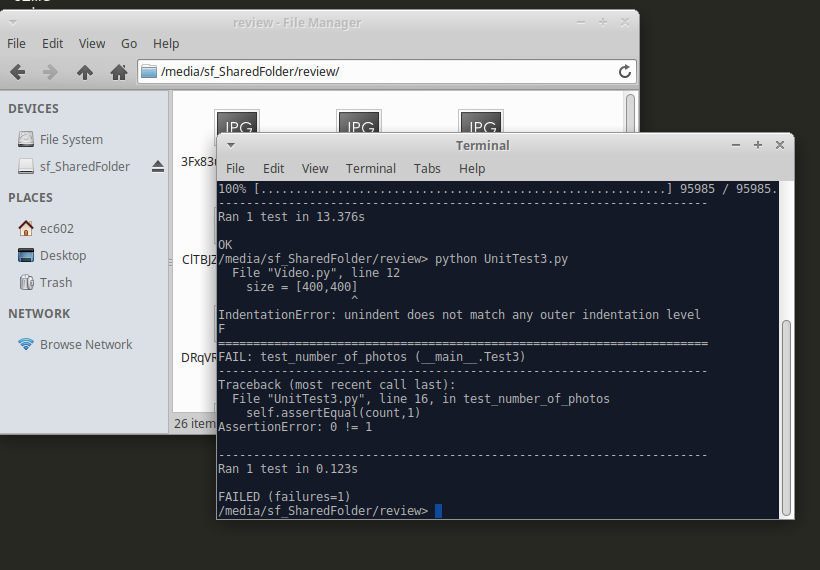 review - File Manager
File Edit View Go Help
/media/sf_SharedFolder/review/
DEVICES
File System
sf_SharedFolder
PLACES
ec602
Desktop
Trash
NETWORK
Browse Network
JPG JPG JPG
3Fx83
ClTBJZ
DRqVR
26 item
Terminal
File Edit View Terminal Tabs Help
100% [..........................................................] 95985 / 95985.
----------------------------------------------------------------------
Ran 1 test in 13.376s
OK
/media/sf_SharedFolder/review> python UnitTest3.py
File "Video.py", line 12
size = [400,400]
^
IndentationError: unindent does not match any outer indentation level
F
======================================================================
FAIL: test_number_of_photos (__main__.Test3)
----------------------------------------------------------------------
Traceback (most recent call last):
File "UnitTest3.py", line 16, in test_number_of_photos
self.assertEqual(count,1)
AssertionError: 0 != 1
----------------------------------------------------------------------
Ran 1 test in 0.123s
FAILED (failures=1)
/media/sf_SharedFolder/review>